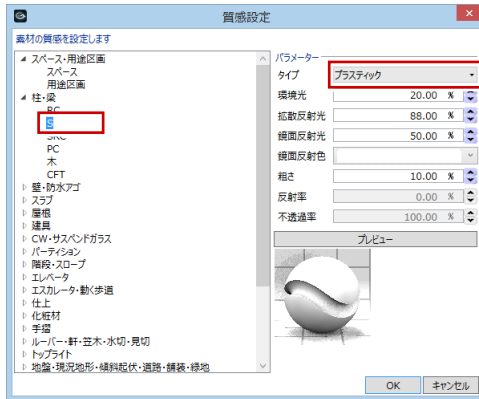 質感設定
素材の質感を設定します
スペース・用途区画
スペース
用途区画
柱・梁
RC
S
SRC
PC
木
CFT
壁・防水アゴ
スラブ
屋根
建具
CW・サスペンドガラス
パーティション
階段・スロープ
エレベータ
エスカレータ・動く歩道
仕上
化粧材
手摺
ルーバー・軒・笠木・水切・見切
トップライト
地盤・現況地形・傾斜起伏・道路・舗装・緑地
パラメーター
タイプ プラスティック
環境光 20.00 %
拡散反射光 88.00 %
鏡面反射光 50.00 %
鏡面反射色
粗さ 10.00 %
反射率 0.00 %
不透過率 100.00 %
プレビュー
OK キャンセル